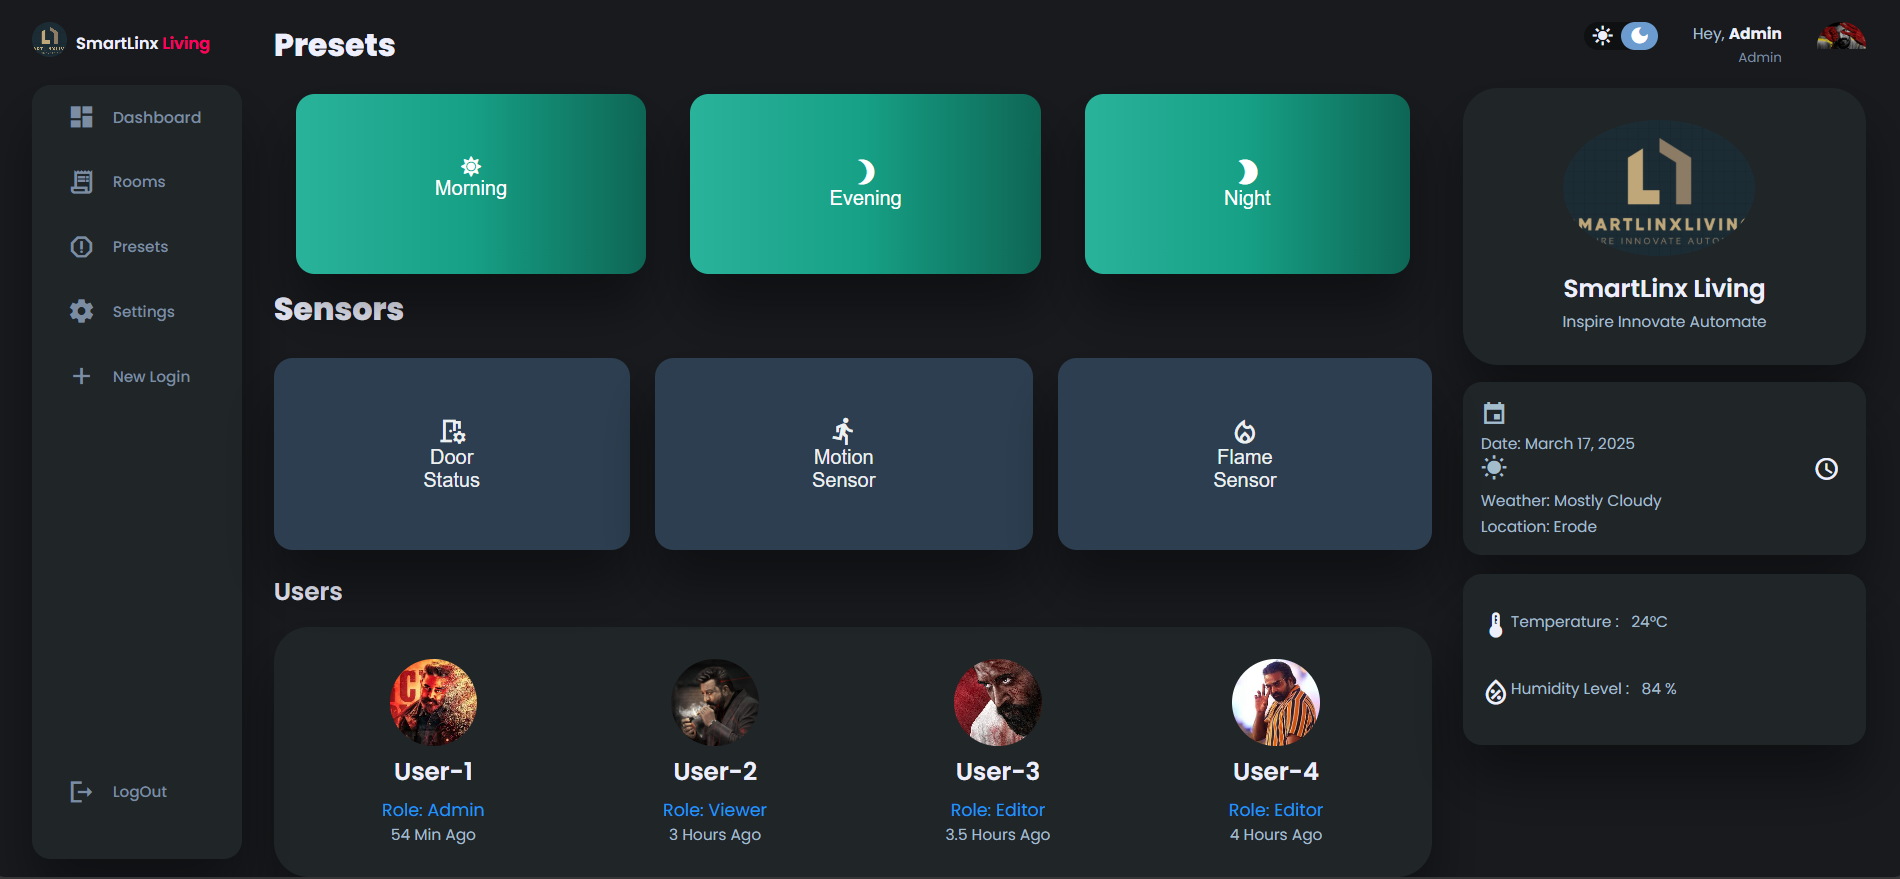 SmartLinx Living
Dashboard
Rooms
Presets
Settings
New Login
LogOut
Presets
Morning
Evening
Night
Sensors
Door
Status
Motion
Sensor
Flame
Sensor
Users
User-1
Role: Admin
54 Min Ago
User-2
Role: Viewer
3 Hours Ago
User-3
Role: Editor
3.5 Hours Ago
User-4
Role: Editor
4 Hours Ago
Hey, Admin
Admin
MARTLINXLIVIN
RE INNOVATE AUTO
SmartLinx Living
Inspire Innovate Automate
Date: March 17, 2025
Weather: Mostly Cloudy
Location: Erode
Temperature : 24°C
Humidity Level : 84 %